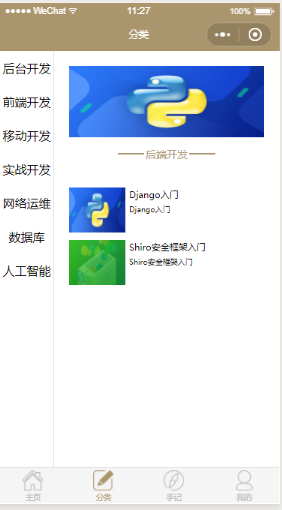 WeChat 11:27 100%
分类
后台开发
前端开发
移动开发
实战开发
网络运维
数据库
人工智能
后端开发
Django入门
Django入门
Shiro安全框架入门
Shiro安全框架入门
主页 分类 手记 我的